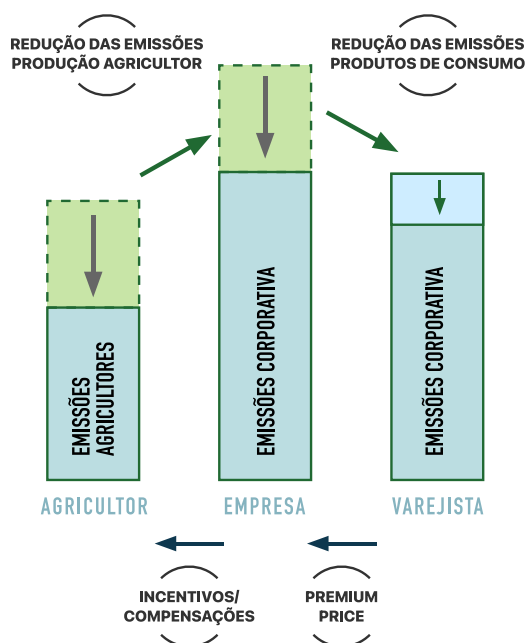 REDUÇÃO DAS EMISSÕES
PRODUÇÃO AGRICULTOR
REDUÇÃO DAS EMISSÕES
PRODUTOS DE CONSUMO
EMISSÕES
AGRICULTORES
EMISSÕES CORPORATIVA
EMISSÕES CORPORATIVA
AGRICULTOR
EMPRESA
VAREJISTA
INCENTIVOS/
COMPENSAÇÕES
PREMIUM
PRICE